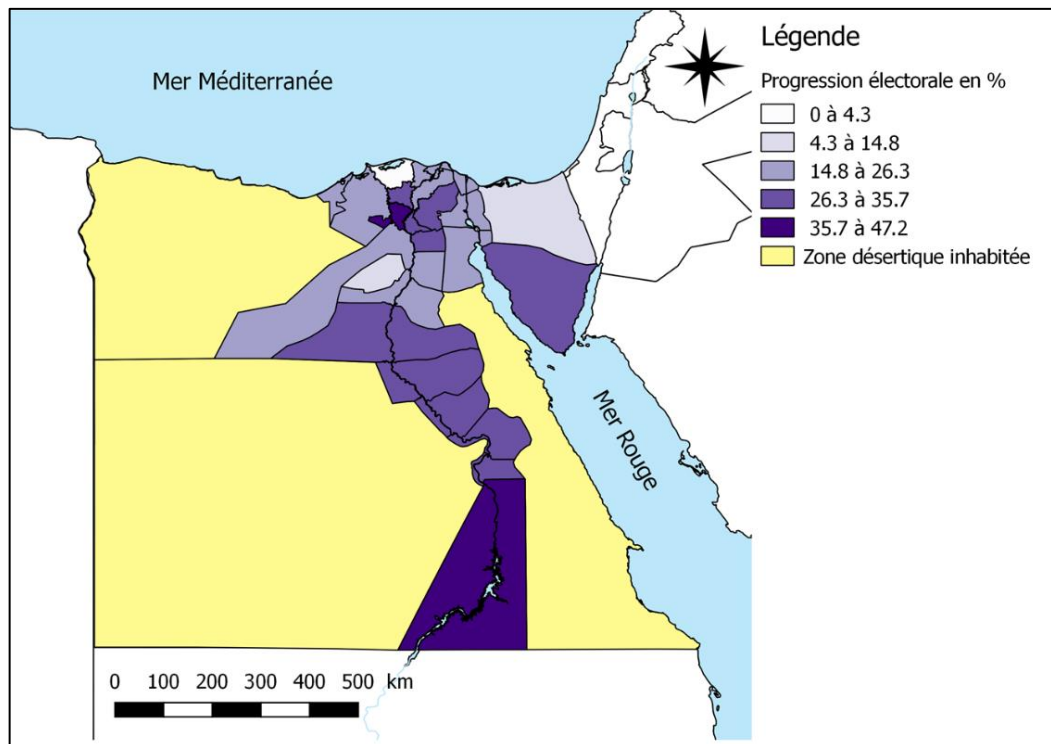 Mer Méditerranée
Légende
Progression électorale en %
0 à 4.3
4.3 à 14.8
14.8 à 26.3
26.3 à 35.7
35.7 à 47.2
Zone désertique inhabitée
Mer Rouge
0 100 200 300 400 500 km